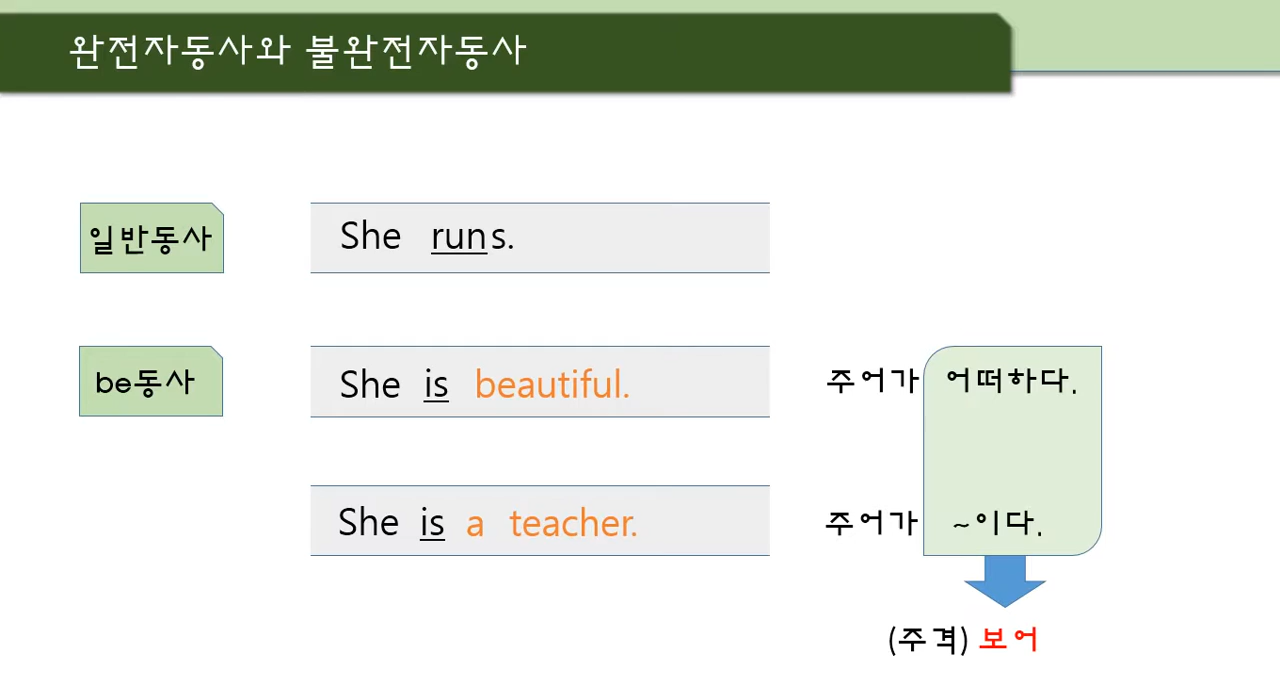 완전자동사와 불완전자동사
일반동사 She runs.
be동사 She is beautiful. 주어가 어떠하다.
She is a teacher. 주어가 ~이다.
(주격) 보어